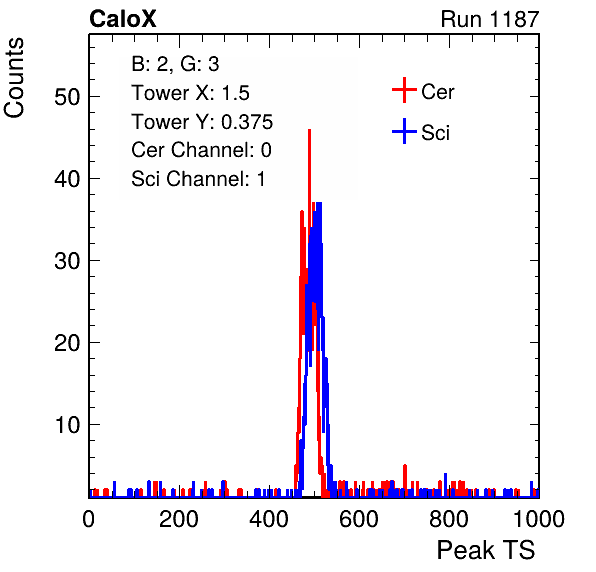 CaloX Run 1187
Counts
B: 2, G: 3
Tower X: 1.5
Tower Y: 0.375
Cer Channel: 0
Sci Channel: 1
Cer
Sci
50
40
30
20
10
0 200 400 600 800 1000
Peak TS